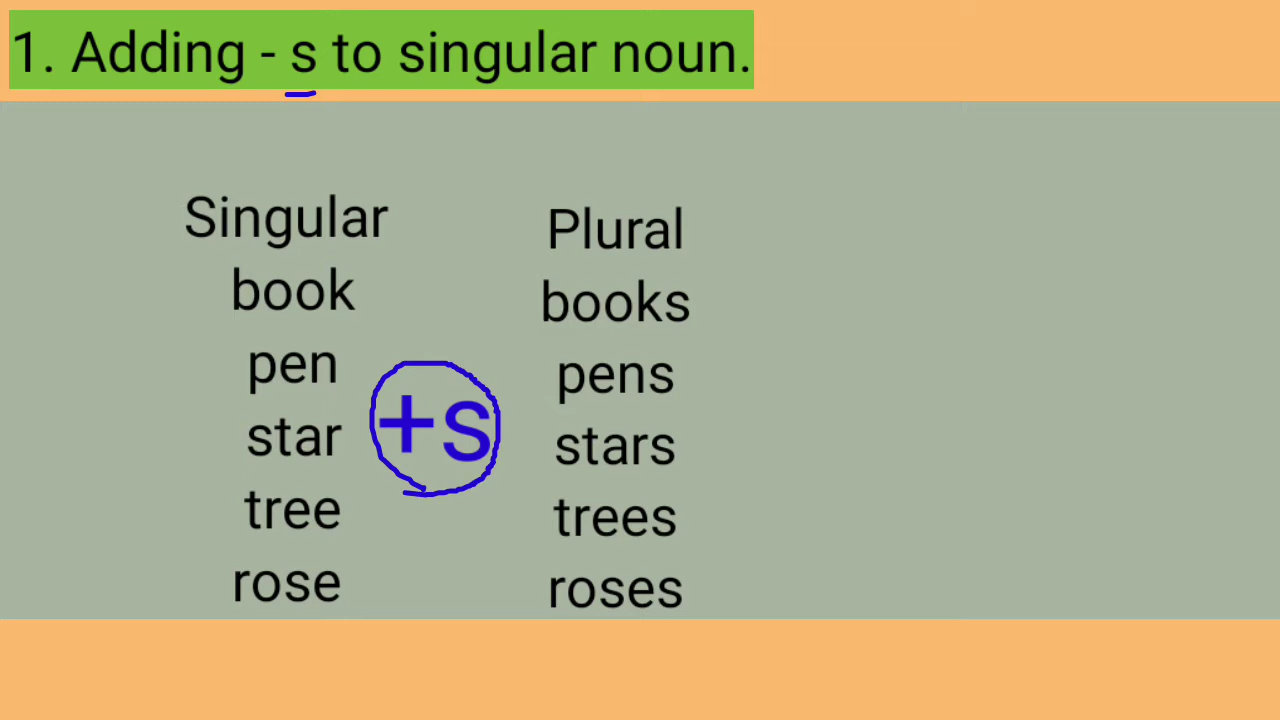 1. Adding - s to singular noun.
Singular Plural
book books
pen pens
+s
star stars
tree trees
rose roses